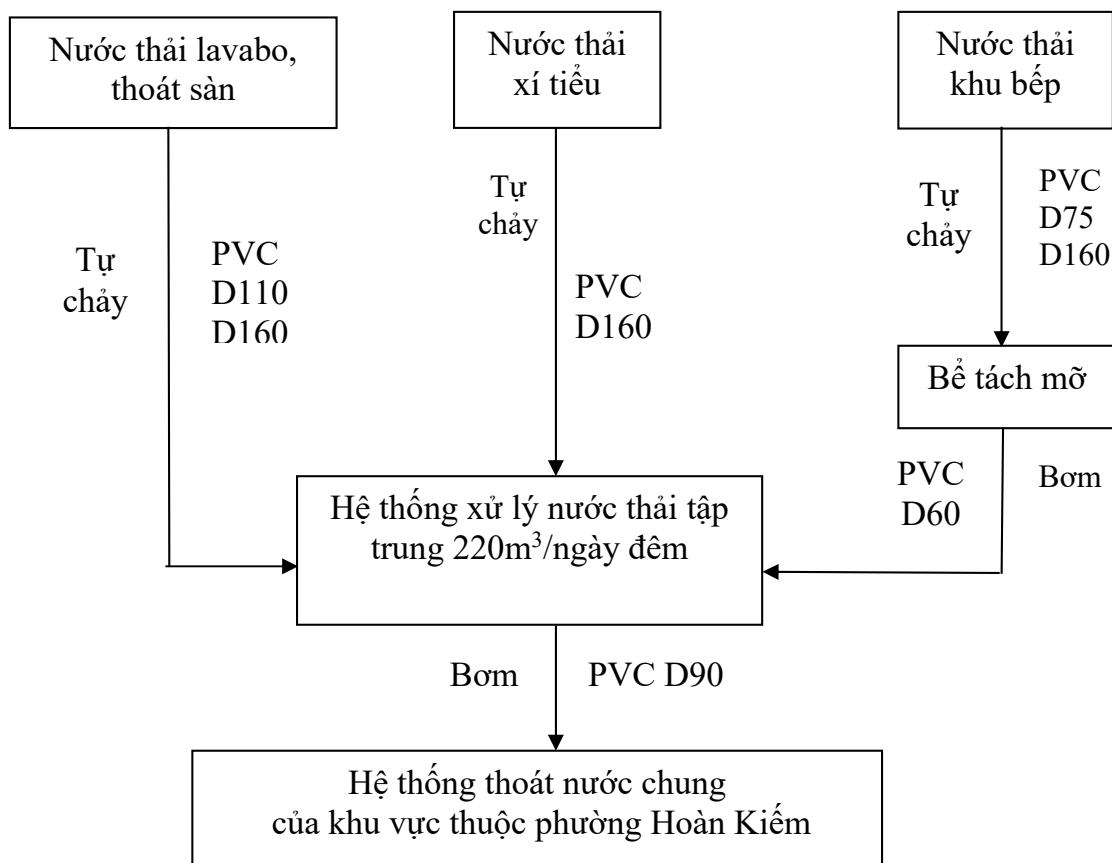 Nước thải lavabo,
thoát sàn
Nước thải
xí tiểu
Nước thải
khu bếp
Tự
chảy
PVC
D110
D160
Tự
chảy
PVC
D160
Tự
chảy
PVC
D75
D160
Bể tách mỡ
PVC
D60
Bơm
Hệ thống xử lý nước thải tập
trung 220m³/ngày đêm
Bơm
PVC D90
Hệ thống thoát nước chung
của khu vực thuộc phường Hoàn Kiếm